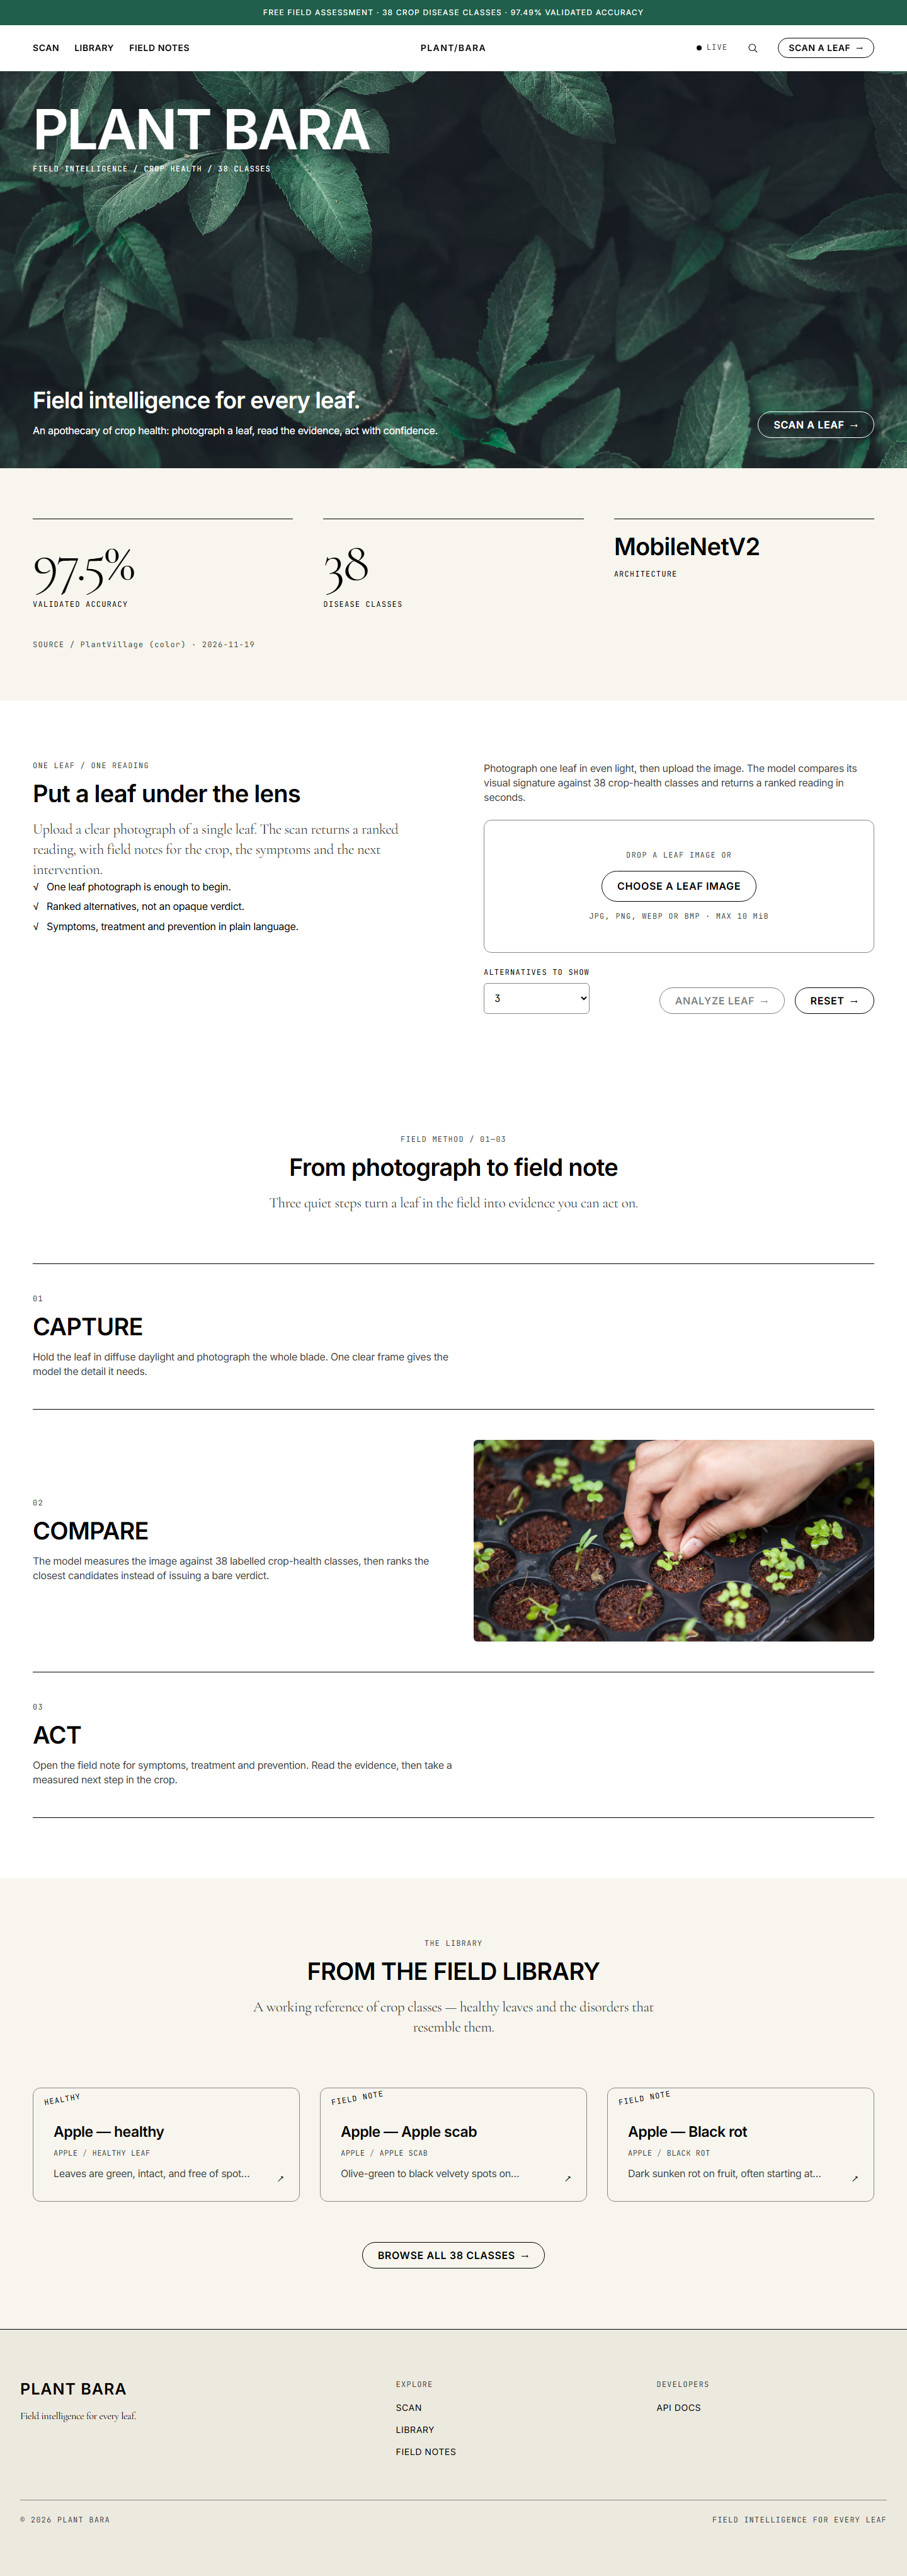 FREE FIELD ASSESSMENT · 38 CROP DISEASE CLASSES · 97.49% VALIDATED ACCURACY
SCAN LIBRARY FIELD NOTES PLANT/BARA LIVE SCAN A LEAF →
PLANT BARA
FIELD INTELLIGENCE / CROP HEALTH / 38 CLASSES
Field intelligence for every leaf.
An apothecary of crop health: photograph a leaf, read the evidence, act with confidence.
SCAN A LEAF →
97.5%
VALIDATED ACCURACY
38
DISEASE CLASSES
MobileNetV2
ARCHITECTURE
SOURCE / PlantVillage (color) · 2026-11-19
ONE LEAF / ONE READING
Put a leaf under the lens
Upload a clear photograph of a single leaf. The scan returns a ranked
reading, with field notes for the crop, the symptoms and the next
intervention.
√ One leaf photograph is enough to begin.
√ Ranked alternatives, not an opaque verdict.
√ Symptoms, treatment and prevention in plain language.
Photograph one leaf in even light, then upload the image. The model compares its
visual signature against 38 crop-health classes and returns a ranked reading in
seconds.
DROP A LEAF IMAGE OR
CHOOSE A LEAF IMAGE
JPG, PNG, WEBP OR BMP · MAX 10 MiB
ALTERNATIVES TO SHOW
3
ANALYZE LEAF →
RESET →
FIELD METHOD / 01—03
From photograph to field note
Three quiet steps turn a leaf in the field into evidence you can act on.
01
CAPTURE
Hold the leaf in diffuse daylight and photograph the whole blade. One clear frame gives the
model the detail it needs.
02
COMPARE
The model measures the image against 38 labelled crop-health classes, then ranks the
closest candidates instead of issuing a bare verdict.
03
ACT
Open the field note for symptoms, treatment and prevention. Read the evidence, then take a
measured next step in the crop.
THE LIBRARY
FROM THE FIELD LIBRARY
A working reference of crop classes — healthy leaves and the disorders that
resemble them.
HEALTHY
Apple — healthy
APPLE / HEALTHY LEAF
Leaves are green, intact, and free of spot...
↗
FIELD NOTE
Apple — Apple scab
APPLE / APPLE SCAB
Olive-green to black velvety spots on...
↗
FIELD NOTE
Apple — Black rot
APPLE / BLACK ROT
Dark sunken rot on fruit, often starting at...
↗
BROWSE ALL 38 CLASSES →
PLANT BARA
Field intelligence for every leaf.
EXPLORE
SCAN
LIBRARY
FIELD NOTES
DEVELOPERS
API DOCS
© 2026 PLANT BARA
FIELD INTELLIGENCE FOR EVERY LEAF